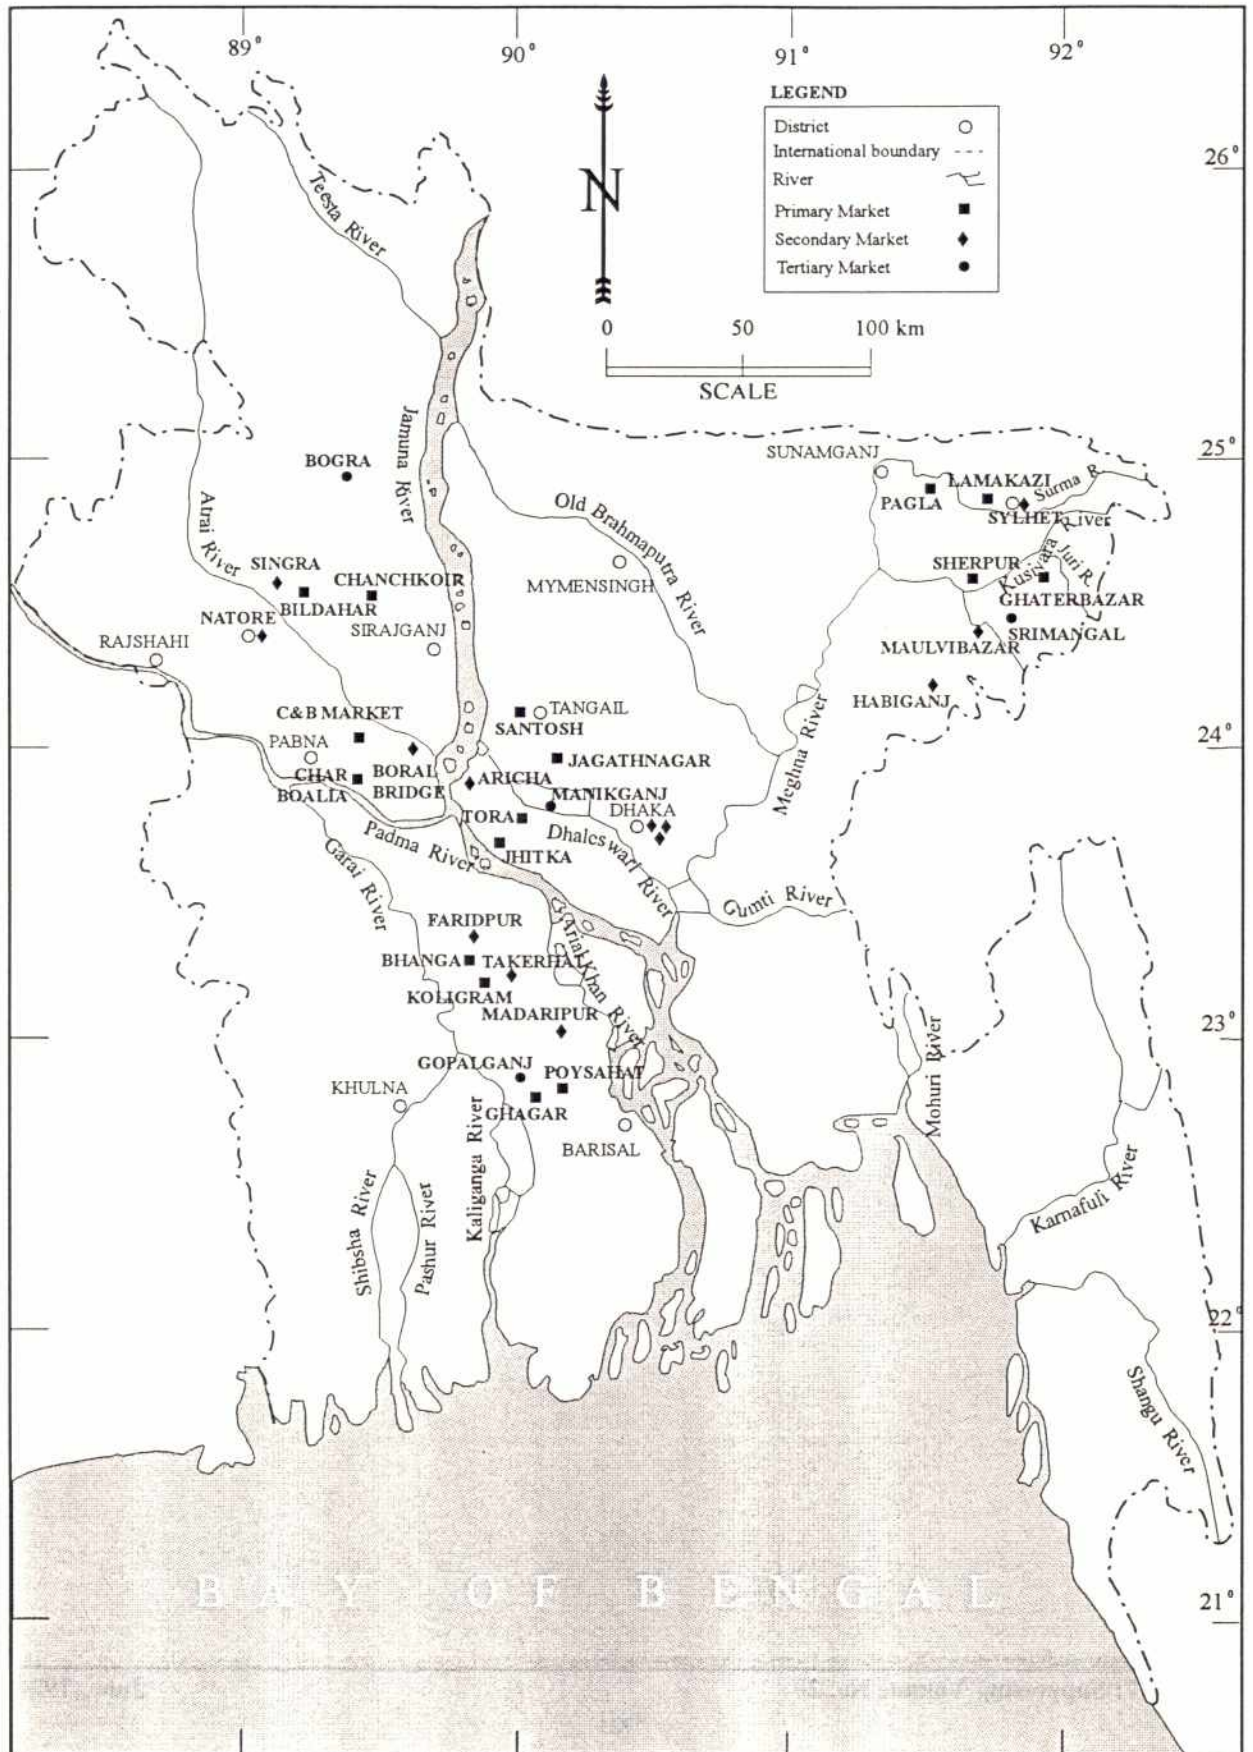 89°
90°
91°
92°
LEGEND
District
International boundary
River
Primary Market
Secondary Market
Tertiary Market
N
0 50 100 km
SCALE
26°
25°
24°
23°
22°
21°
Teesta River
Jamuna River
Atrai River
Old Brahmaputra River
BOGRA
SUNAMGANJ
LAMAKAZI
PAGLA
Surma R.
SYLHET
River
SINGRA
CHANCHKOIR
BILDAHAR
MYMENSINGH
SHERPUR
Kusiyara R.
Juri R.
GHATERBAZAR
NATORE
SIRAJGANJ
RAJSHAHI
SRIMANGAL
MAULVIBAZAR
HABIGANJ
C&B MARKET
TANGAIL
SANTOSH
PABNA
JAGATHNAGAR
CHAR
BOALIA
BORAL
BRIDGE
ARICHA
MANIKGANJ
DHAKA
TORA
JHITKA
Meghna River
Padma River
Dhaleswari River
Garai River
Gumti River
FARIDPUR
BHANGA
TAKERHAT
Arial Khan River
KOLIGRAM
MADARIPUR
GOPALGANJ
POYSAHAT
KHULNA
GHAGAR
BARISAL
Mohuri River
Kaliganga River
Shibsha River
Pashur River
Karnafuli River
Shangu River
BAY OF BENGAL